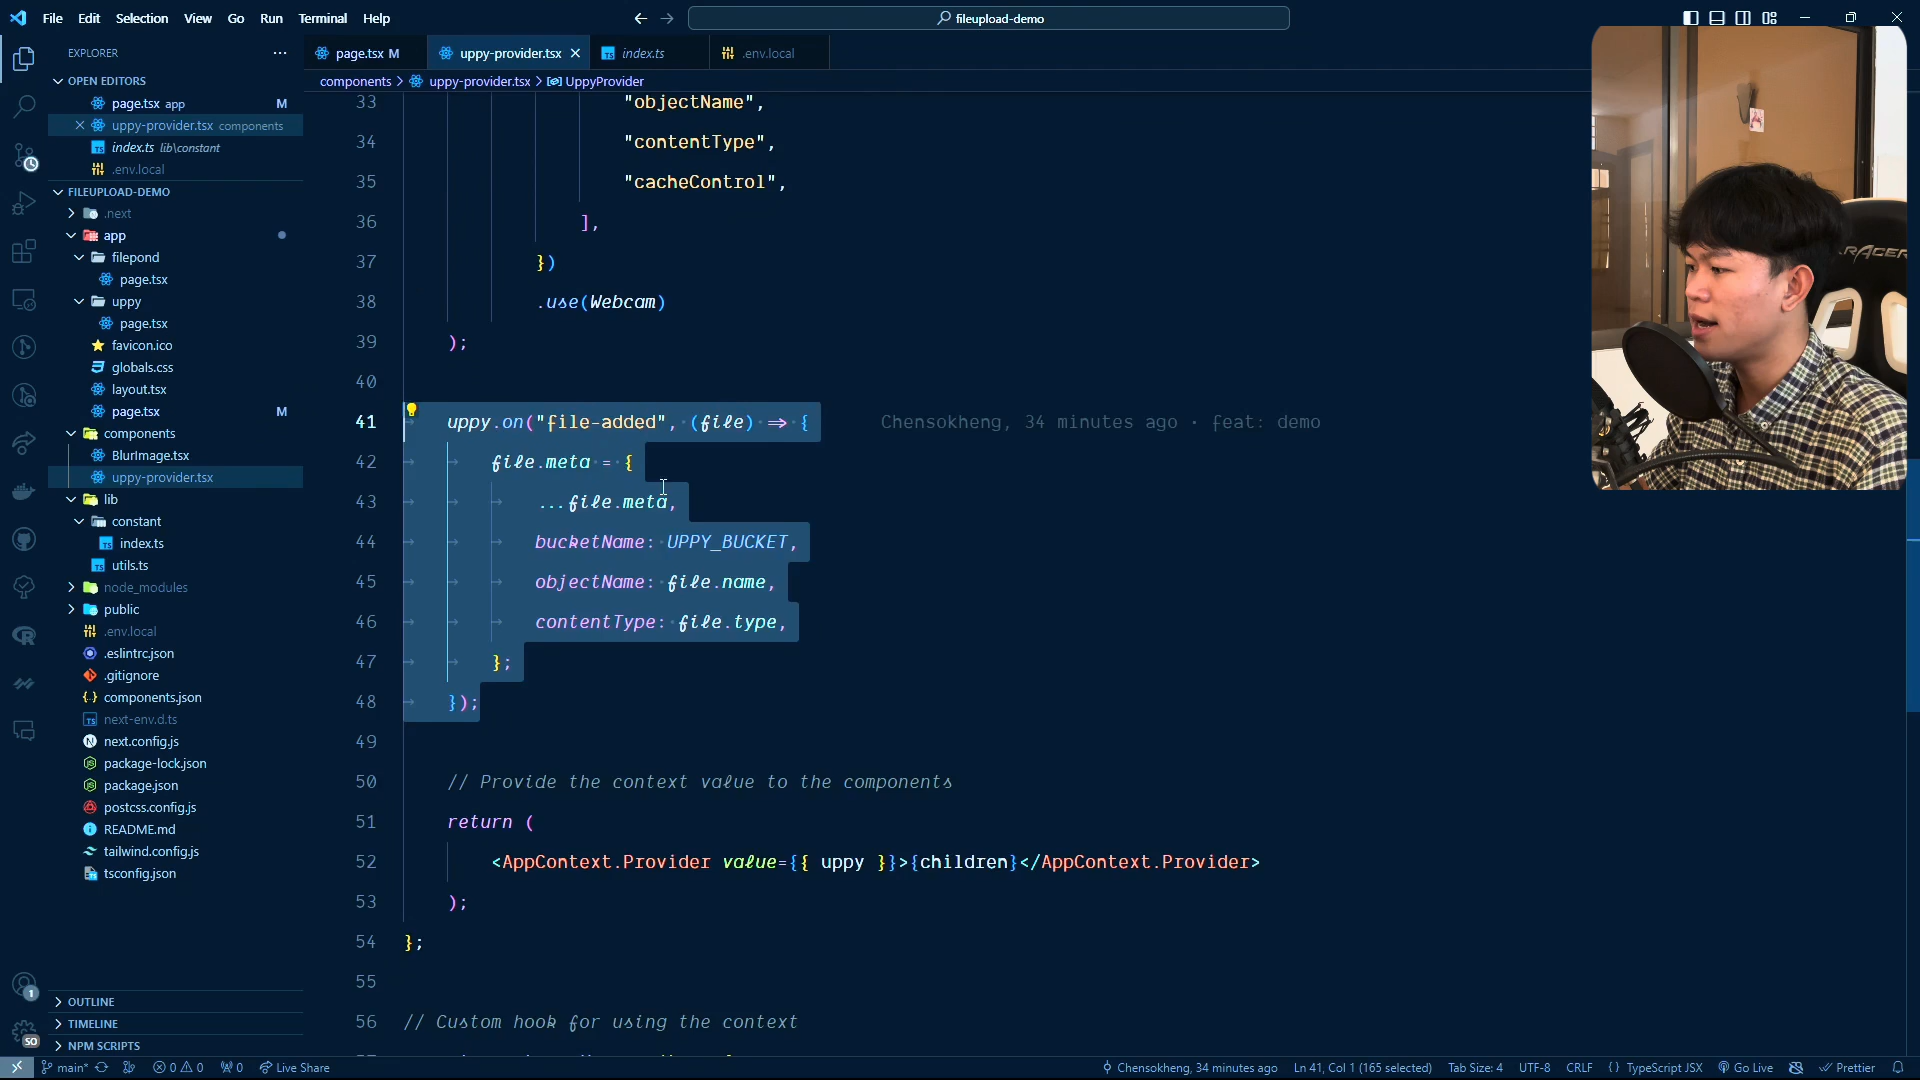 File Edit Selection View Go Run Terminal Help
fileupload-demo
EXPLORER
page.tsx M
uppy-provider.tsx
index.ts
.env.local
OPEN EDITORS
components > uppy-provider.tsx > UppyProvider
page.tsx app M
uppy-provider.tsx components
index.ts lib\constant
.env.local
FILEUPLOAD-DEMO
.next
app
filepond
page.tsx
uppy
page.tsx
favicon.ico
globals.css
layout.tsx
page.tsx M
components
BlurImage.tsx
uppy-provider.tsx
lib
constant
index.ts
utils.ts
node_modules
public
.env.local
.eslintrc.json
.gitignore
components.json
next-env.d.ts
next.config.js
package-lock.json
package.json
postcss.config.js
README.md
tailwind.config.js
tsconfig.json
OUTLINE
TIMELINE
NPM SCRIPTS
33 "objectName",
34 "contentType",
35 "cacheControl",
36 ],
37 })
38 .use(Webcam)
39 );
40
41 uppy.on("file-added", (file) => { Chensokheng, 34 minutes ago · feat: demo
42 file.meta = {
43 ...file.meta,
44 bucketName: UPPY_BUCKET,
45 objectName: file.name,
46 contentType: file.type,
47 };
48 });
49
50 // Provide the context value to the components
51 return (
52 <AppContext.Provider value={{ uppy }}>{children}</AppContext.Provider>
53 );
54 };
55
56 // Custom hook for using the context
1
SO
main* 0 0 0 Live Share
Chensokheng, 34 minutes ago Ln 41, Col 1 (165 selected) Tab Size: 4 UTF-8 CRLF {} TypeScript JSX Go Live Prettier